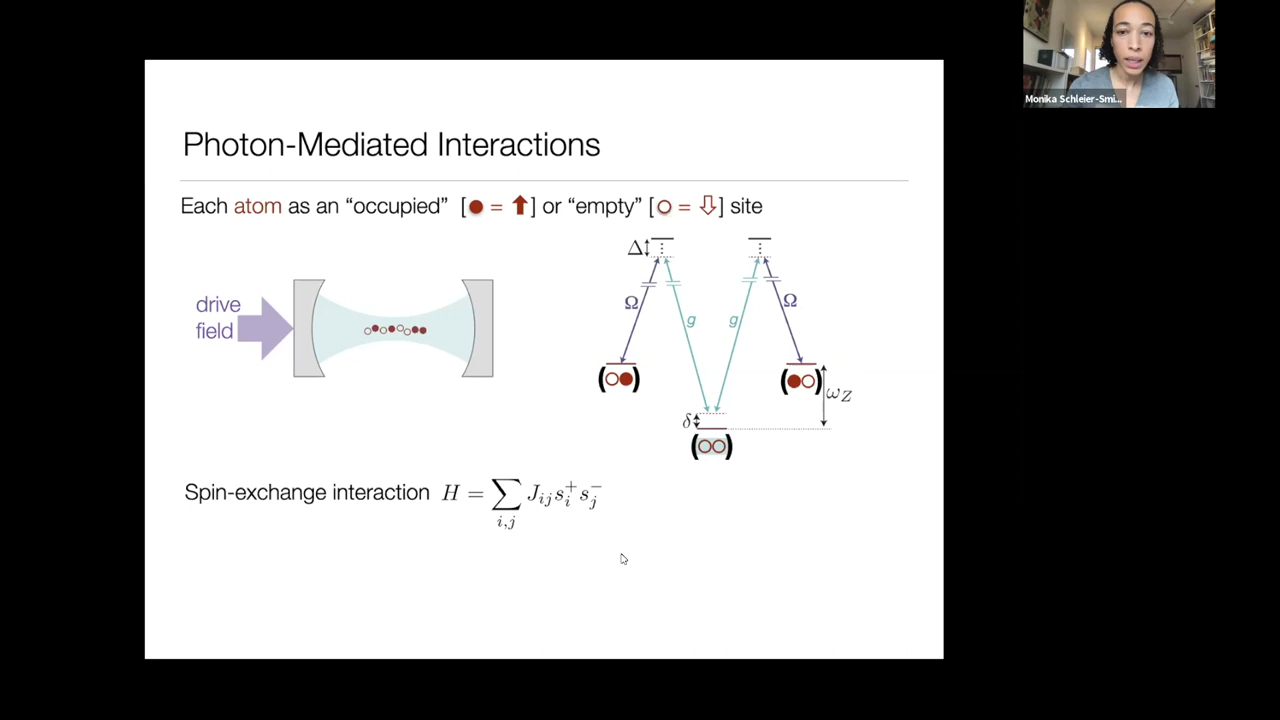 Monika Schleier-Smi...
Photon-Mediated Interactions
Each atom as an “occupied” [● = ⬆] or “empty” [○ = ⇩] site
drive
field
Δ
Ω
g
g
Ω
(○●)
(●○)
ω_Z
δ
(○○)
Spin-exchange interaction H = ∑_{i,j} J_{ij} s_i^+ s_j^-